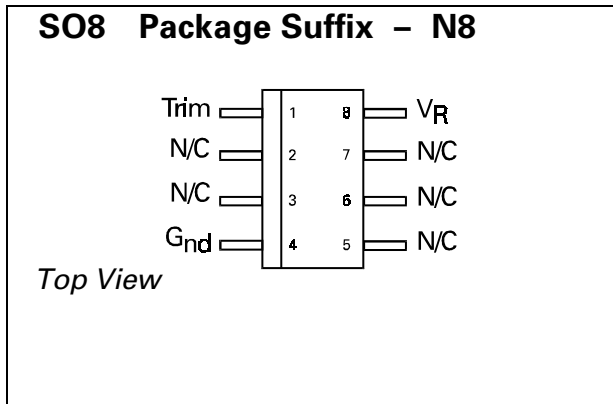 SO8 Package Suffix – N8
Trim 1 8 VR
N/C 2 7 N/C
N/C 3 6 N/C
Gnd 4 5 N/C
Top View